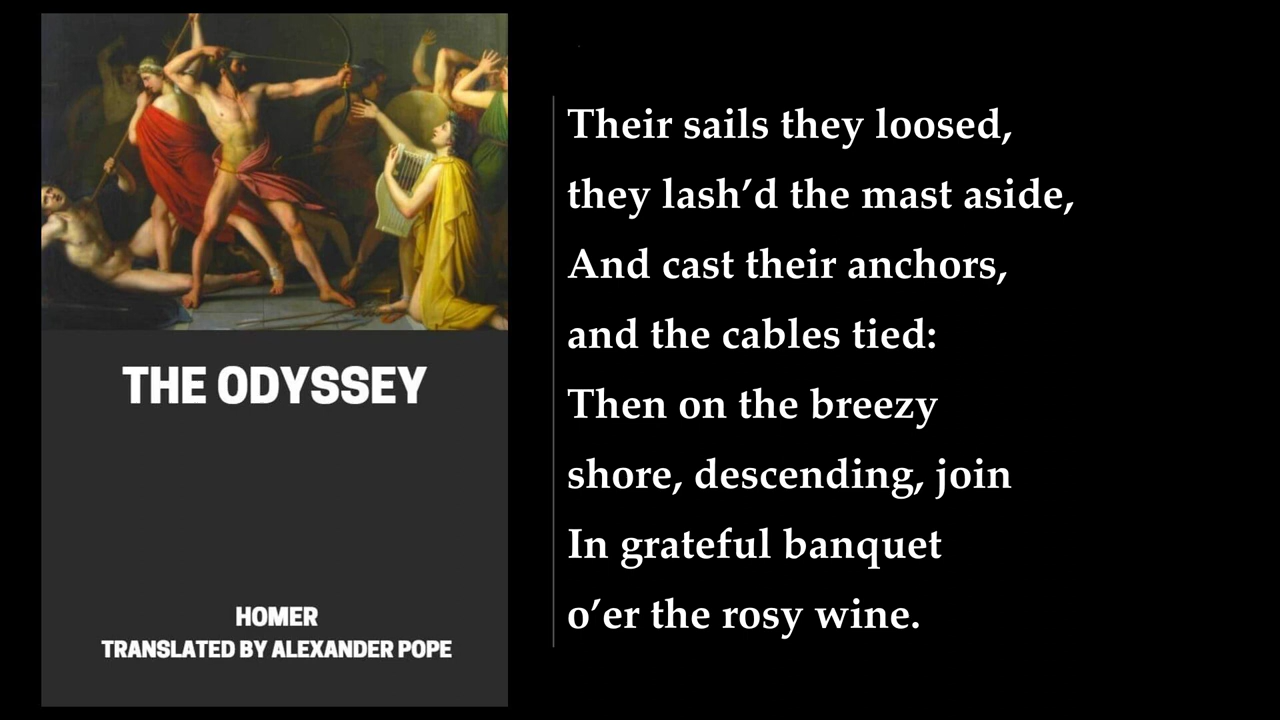 THE ODYSSEY
HOMER
TRANSLATED BY ALEXANDER POPE
Their sails they loosed,
they lash’d the mast aside,
And cast their anchors,
and the cables tied:
Then on the breezy
shore, descending, join
In grateful banquet
o’er the rosy wine.